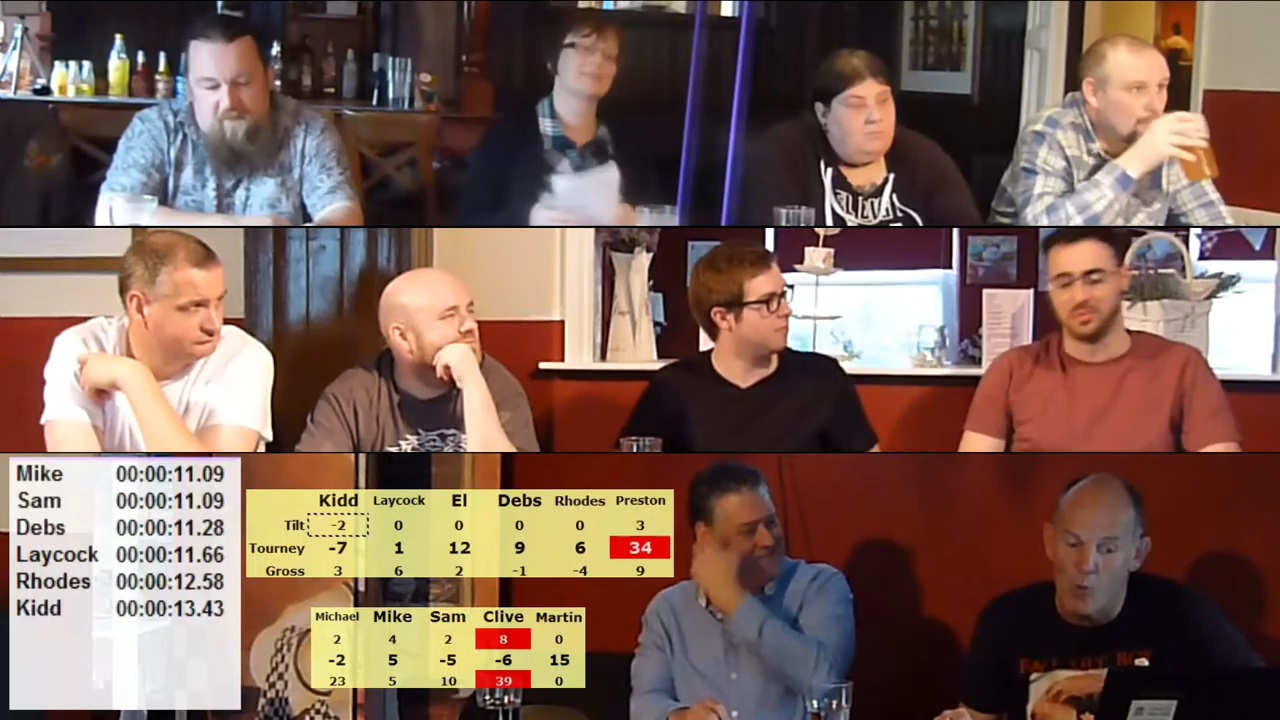 Mike 00:00:11.09
Sam 00:00:11.09
Debs 00:00:11.28
Laycock 00:00:11.66
Rhodes 00:00:12.58
Kidd 00:00:13.43
Kidd Laycock El Debs Rhodes Preston
Tilt -2 0 0 0 0 3
Tourney -7 1 12 9 6 34
Gross 3 6 2 -1 -4 9
Michael Mike Sam Clive Martin
2 4 2 8 0
-2 5 -5 -6 15
23 5 10 39 0